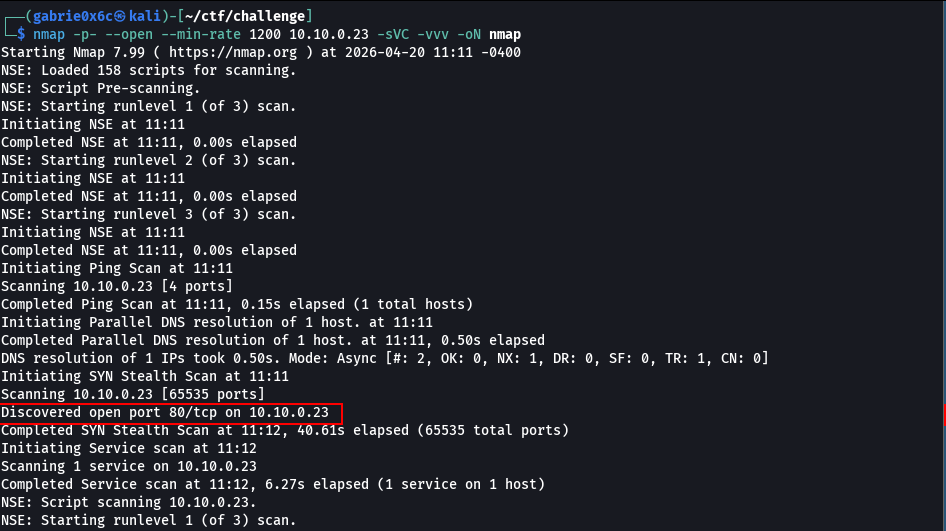 ┌──(gabrie0x6c㉿kali)-[~/ctf/challenge]
└─$ nmap -p- --open --min-rate 1200 10.10.0.23 -sVC -vvv -oN nmap
Starting Nmap 7.99 ( https://nmap.org ) at 2026-04-20 11:11 -0400
NSE: Loaded 158 scripts for scanning.
NSE: Script Pre-scanning.
NSE: Starting runlevel 1 (of 3) scan.
Initiating NSE at 11:11
Completed NSE at 11:11, 0.00s elapsed
NSE: Starting runlevel 2 (of 3) scan.
Initiating NSE at 11:11
Completed NSE at 11:11, 0.00s elapsed
NSE: Starting runlevel 3 (of 3) scan.
Initiating NSE at 11:11
Completed NSE at 11:11, 0.00s elapsed
Initiating Ping Scan at 11:11
Scanning 10.10.0.23 [4 ports]
Completed Ping Scan at 11:11, 0.15s elapsed (1 total hosts)
Initiating Parallel DNS resolution of 1 host. at 11:11
Completed Parallel DNS resolution of 1 host. at 11:11, 0.50s elapsed
DNS resolution of 1 IPs took 0.50s. Mode: Async [#: 2, OK: 0, NX: 1, DR: 0, SF: 0, TR: 1, CN: 0]
Initiating SYN Stealth Scan at 11:11
Scanning 10.10.0.23 [65535 ports]
Discovered open port 80/tcp on 10.10.0.23
Completed SYN Stealth Scan at 11:12, 40.61s elapsed (65535 total ports)
Initiating Service scan at 11:12
Scanning 1 service on 10.10.0.23
Completed Service scan at 11:12, 6.27s elapsed (1 service on 1 host)
NSE: Script scanning 10.10.0.23.
NSE: Starting runlevel 1 (of 3) scan.